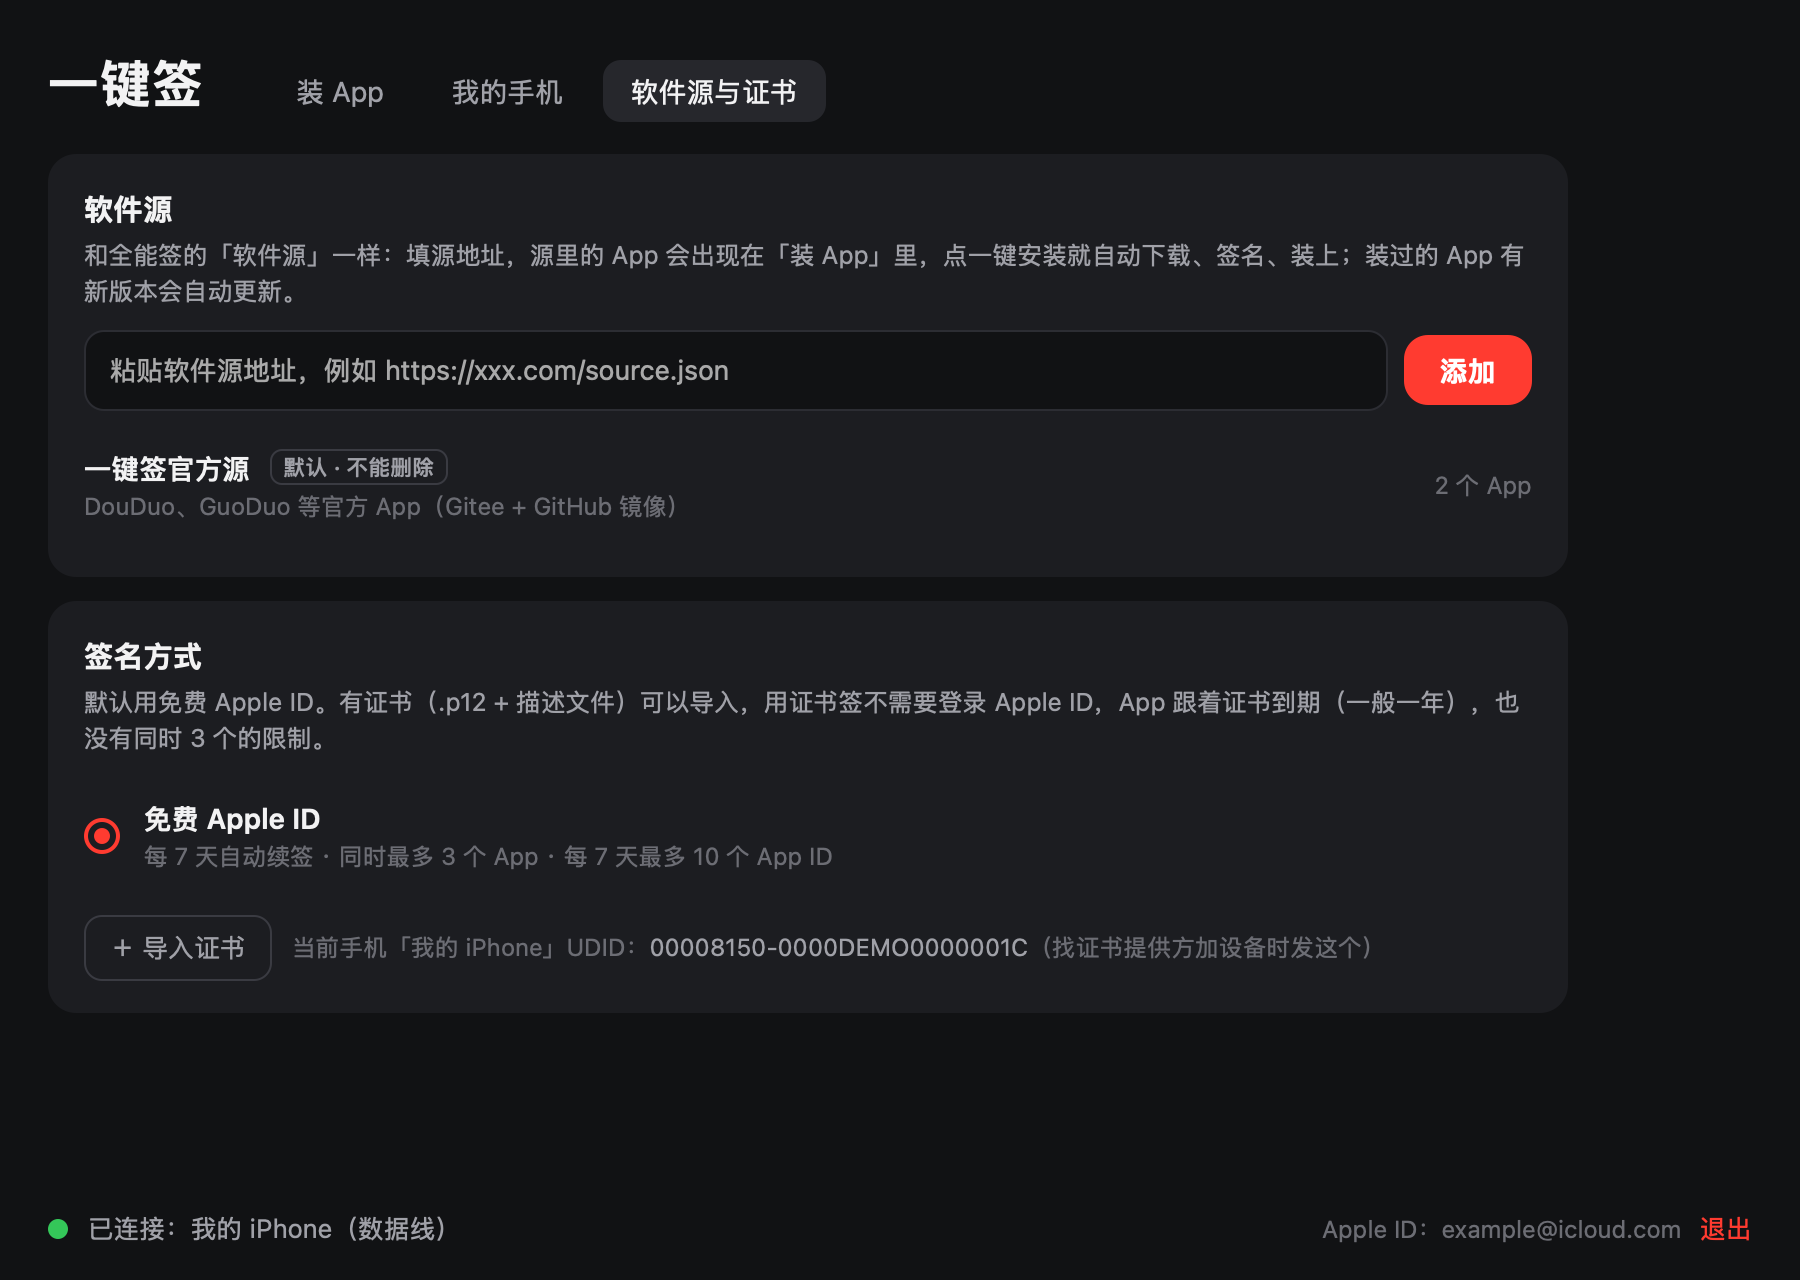 一键签
装 App
我的手机
软件源与证书
软件源
和全能签的「软件源」一样：填源地址，源里的 App 会出现在「装 App」里，点一键安装就自动下载、签名、装上；装过的 App 有
新版本会自动更新。
粘贴软件源地址，例如 https://xxx.com/source.json
添加
一键签官方源
默认 · 不能删除
DouDuo、GuoDuo 等官方 App（Gitee + GitHub 镜像）
2 个 App
签名方式
默认用免费 Apple ID。有证书（.p12 + 描述文件）可以导入，用证书签不需要登录 Apple ID，App 跟着证书到期（一般一年），也
没有同时 3 个的限制。
免费 Apple ID
每 7 天自动续签 · 同时最多 3 个 App · 每 7 天最多 10 个 App ID
+ 导入证书
当前手机「我的 iPhone」UDID：00008150-0000DEMO0000001C（找证书提供方加设备时发这个）
已连接：我的 iPhone（数据线）
Apple ID：example@icloud.com
退出